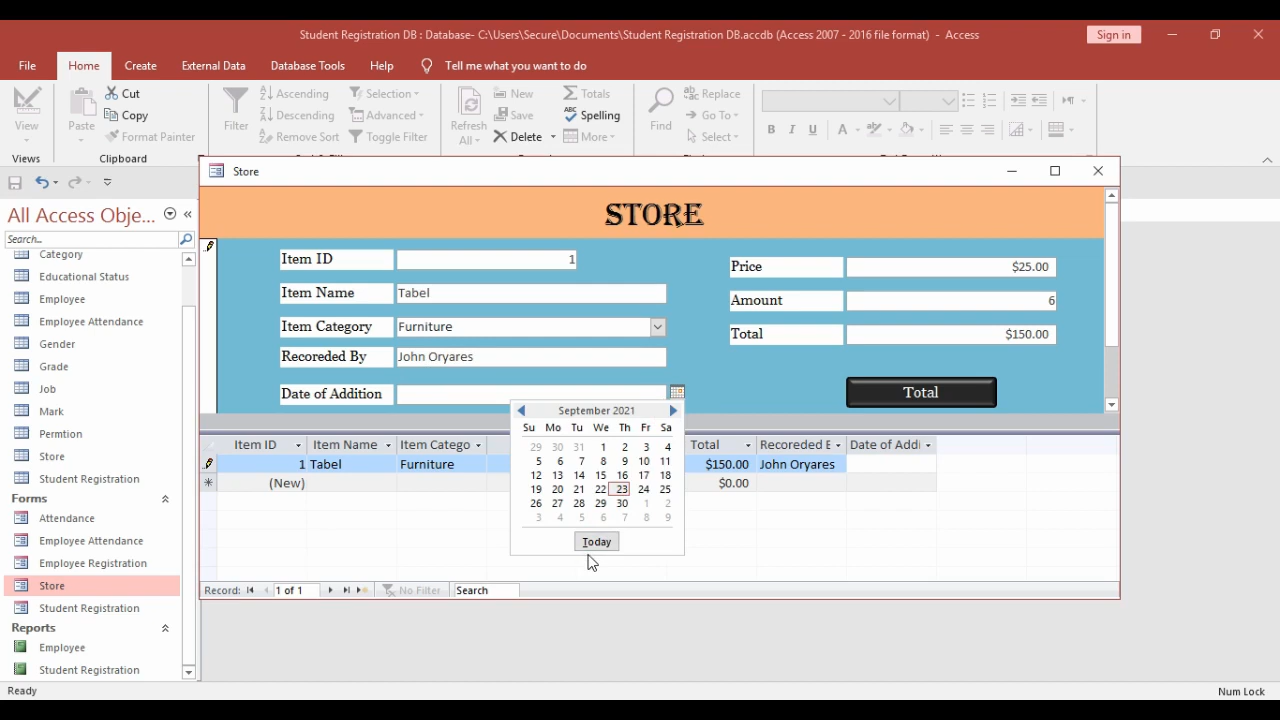 Student Registration DB : Database- C:\Users\Secure\Documents\Student Registration DB.accdb (Access 2007 - 2016 file format) - Access
Sign in
File Home Create External Data Database Tools Help Tell me what you want to do
View
Views
Paste
Cut
Copy
Format Painter
Clipboard
Filter
Ascending
Descending
Remove Sort
Selection
Advanced
Toggle Filter
Refresh
All
New
Save
Delete
Totals
Spelling
More
Find
Replace
Go To
Select
B I U A
All Access Obje...
Search...
Category
Educational Status
Employee
Employee Attendance
Gender
Grade
Job
Mark
Permtion
Store
Student Registration
Forms
Attendance
Employee Attendance
Employee Registration
Store
Student Registration
Reports
Employee
Student Registration
Store
STORE
Item ID 1
Item Name Tabel
Item Category Furniture
Recoreded By John Oryares
Date of Addition
Price $25.00
Amount 6
Total $150.00
Total
September 2021
Su Mo Tu We Th Fr Sa
29 30 31 1 2 3 4
5 6 7 8 9 10 11
12 13 14 15 16 17 18
19 20 21 22 23 24 25
26 27 28 29 30 1 2
3 4 5 6 7 8 9
Today
Item ID Item Name Item Catego Total Recoreded E Date of Addi
1 Tabel Furniture $150.00 John Oryares
(New) $0.00
Record: 1 of 1 No Filter Search
Ready
Num Lock